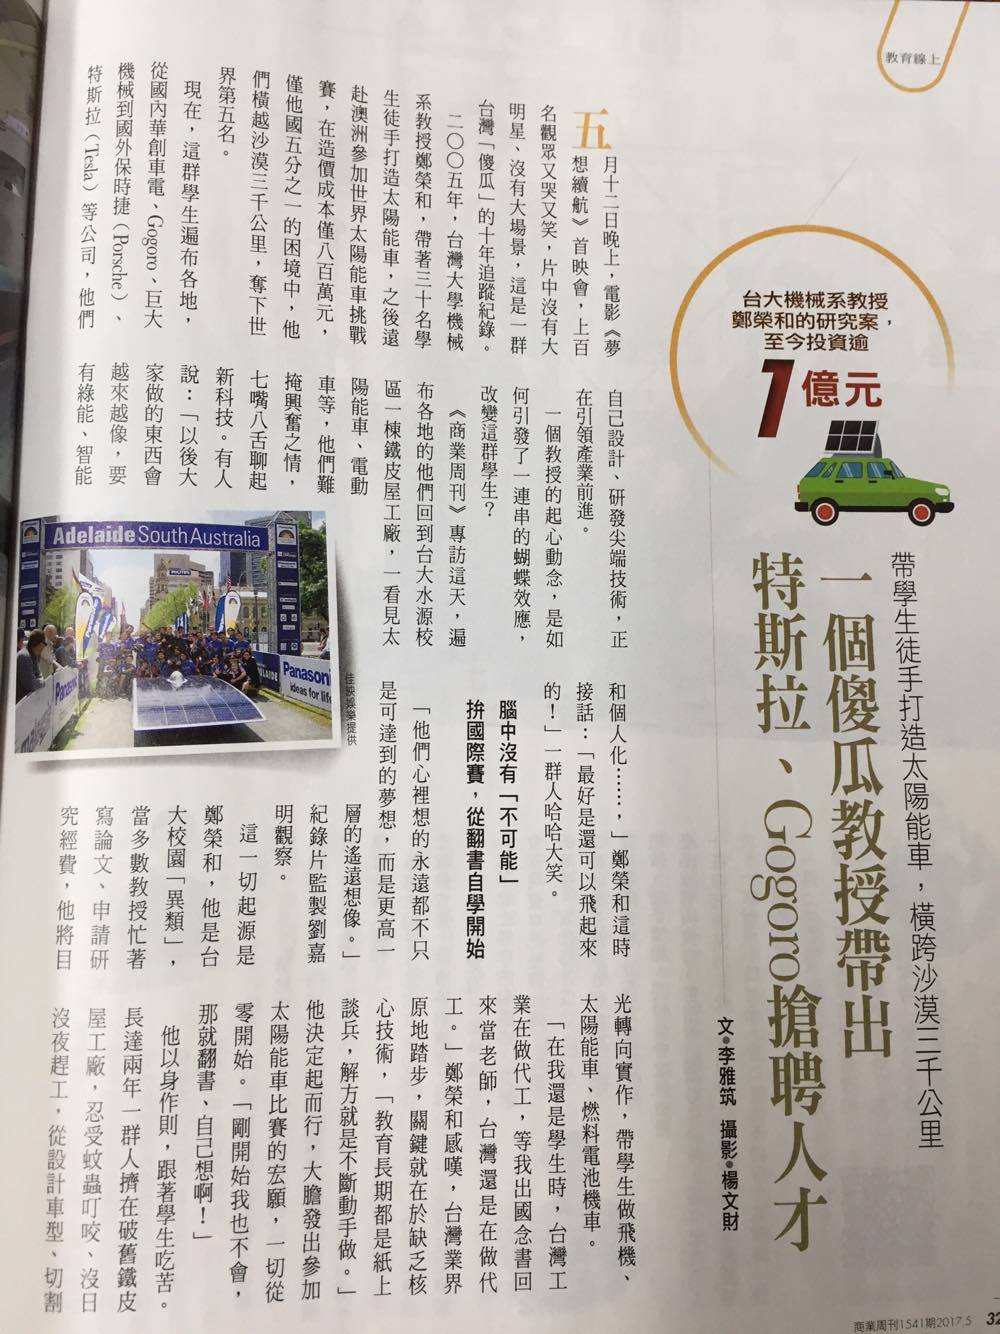 教育線上
台大機械系教授
鄭榮和的研究案，
至今投資逾
1億元
帶學生徒手打造太陽能車，橫跨沙漠三千公里
一個傻瓜教授帶出
特斯拉、Gogoro搶聘人才
文●李雅筑 攝影●楊文財
五月十二日晚上，電影《夢
想續航》首映會，上百
名觀眾又哭又笑，片中沒有大
明星、沒有大場景，這是一群
台灣「傻瓜」的十年追蹤紀錄。
二〇〇五年，台灣大學機械
系教授鄭榮和，帶著三十名學
生徒手打造太陽能車，之後遠
赴澳洲參加世界太陽能車挑戰
賽，在造價成本僅八百萬元，
僅他國五分之一的困境中，他
們橫越沙漠三千公里，奪下世
界第五名。
現在，這群學生遍布各地，
從國內華創車電、Gogoro、巨大
機械到國外保時捷（Porsche）、
特斯拉（Tesla）等公司，他們
自己設計、研發尖端技術，正
在引領產業前進。
一個教授的起心動念，是如
何引發了一連串的蝴蝶效應，
改變這群學生？
《商業周刊》專訪這天，遍
布各地的他們回到台大水源校
區一棟鐵皮屋工廠，一看見太
陽能車、電動
車等，他們難
掩興奮之情，
七嘴八舌聊起
新科技。有人
說：「以後大
家做的東西會
越來越像，要
有綠能、智能
和個人化……，」鄭榮和這時
接話：「最好是還可以飛起來
的！」一群人哈哈大笑。
腦中沒有「不可能」
拚國際賽，從翻書自學開始
「他們心裡想的永遠都不只
是可達到的夢想，而是更高一
層的遙遠想像。」
紀錄片監製劉嘉
明觀察。
這一切起源是
鄭榮和，他是台
大校園「異類」，
當多數教授忙著
寫論文、申請研
究經費，他將目
光轉向實作，帶學生做飛機、
太陽能車、燃料電池機車。
「在我還是學生時，台灣工
業在做代工，等我出國念書回
來當老師，台灣還是在做代
工。」鄭榮和感嘆，台灣業界
原地踏步，關鍵就在於缺乏核
心技術，「教育長期都是紙上
談兵，解方就是不斷動手做。」
他決定起而行，大膽發出參加
太陽能車比賽的宏願，一切從
零開始。「剛開始我也不會，
那就翻書、自己想啊！」
他以身作則，跟著學生吃苦。
長達兩年一群人擠在破舊鐵皮
屋工廠，忍受蚊蟲叮咬、沒日
沒夜趕工，從設計車型、切割
Adelaide South Australia
Panasonic
Panasoni
ideas for life
ADELAIDE
佳映娛樂提供
商業周刊1541期2017.5 32